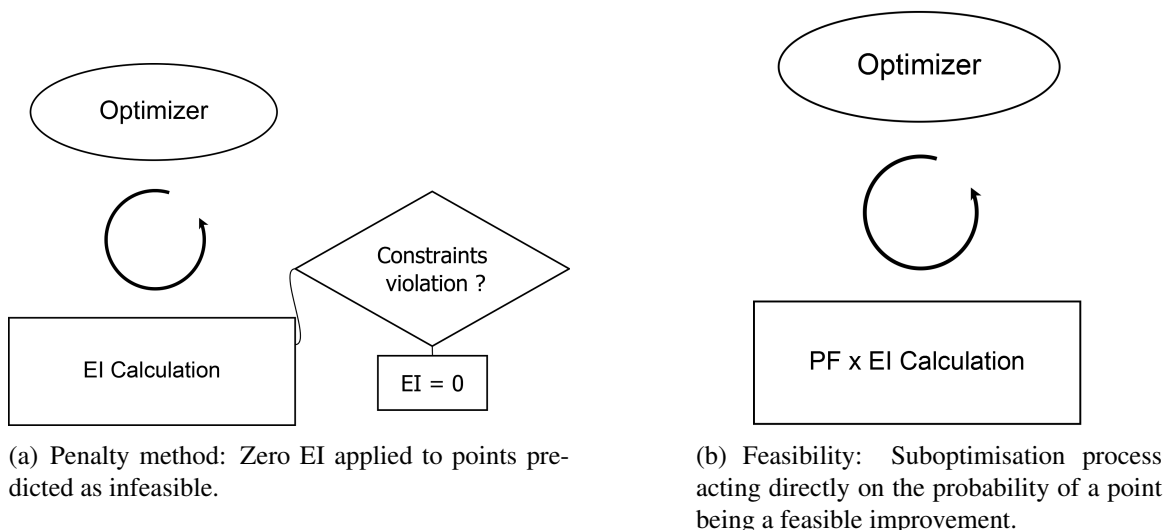 Optimizer
Constraints
violation ?
EI Calculation
EI = 0
(a) Penalty method: Zero EI applied to points pre-
dicted as infeasible.
Optimizer
PF x EI Calculation
(b) Feasibility: Suboptimisation process
acting directly on the probability of a point
being a feasible improvement.